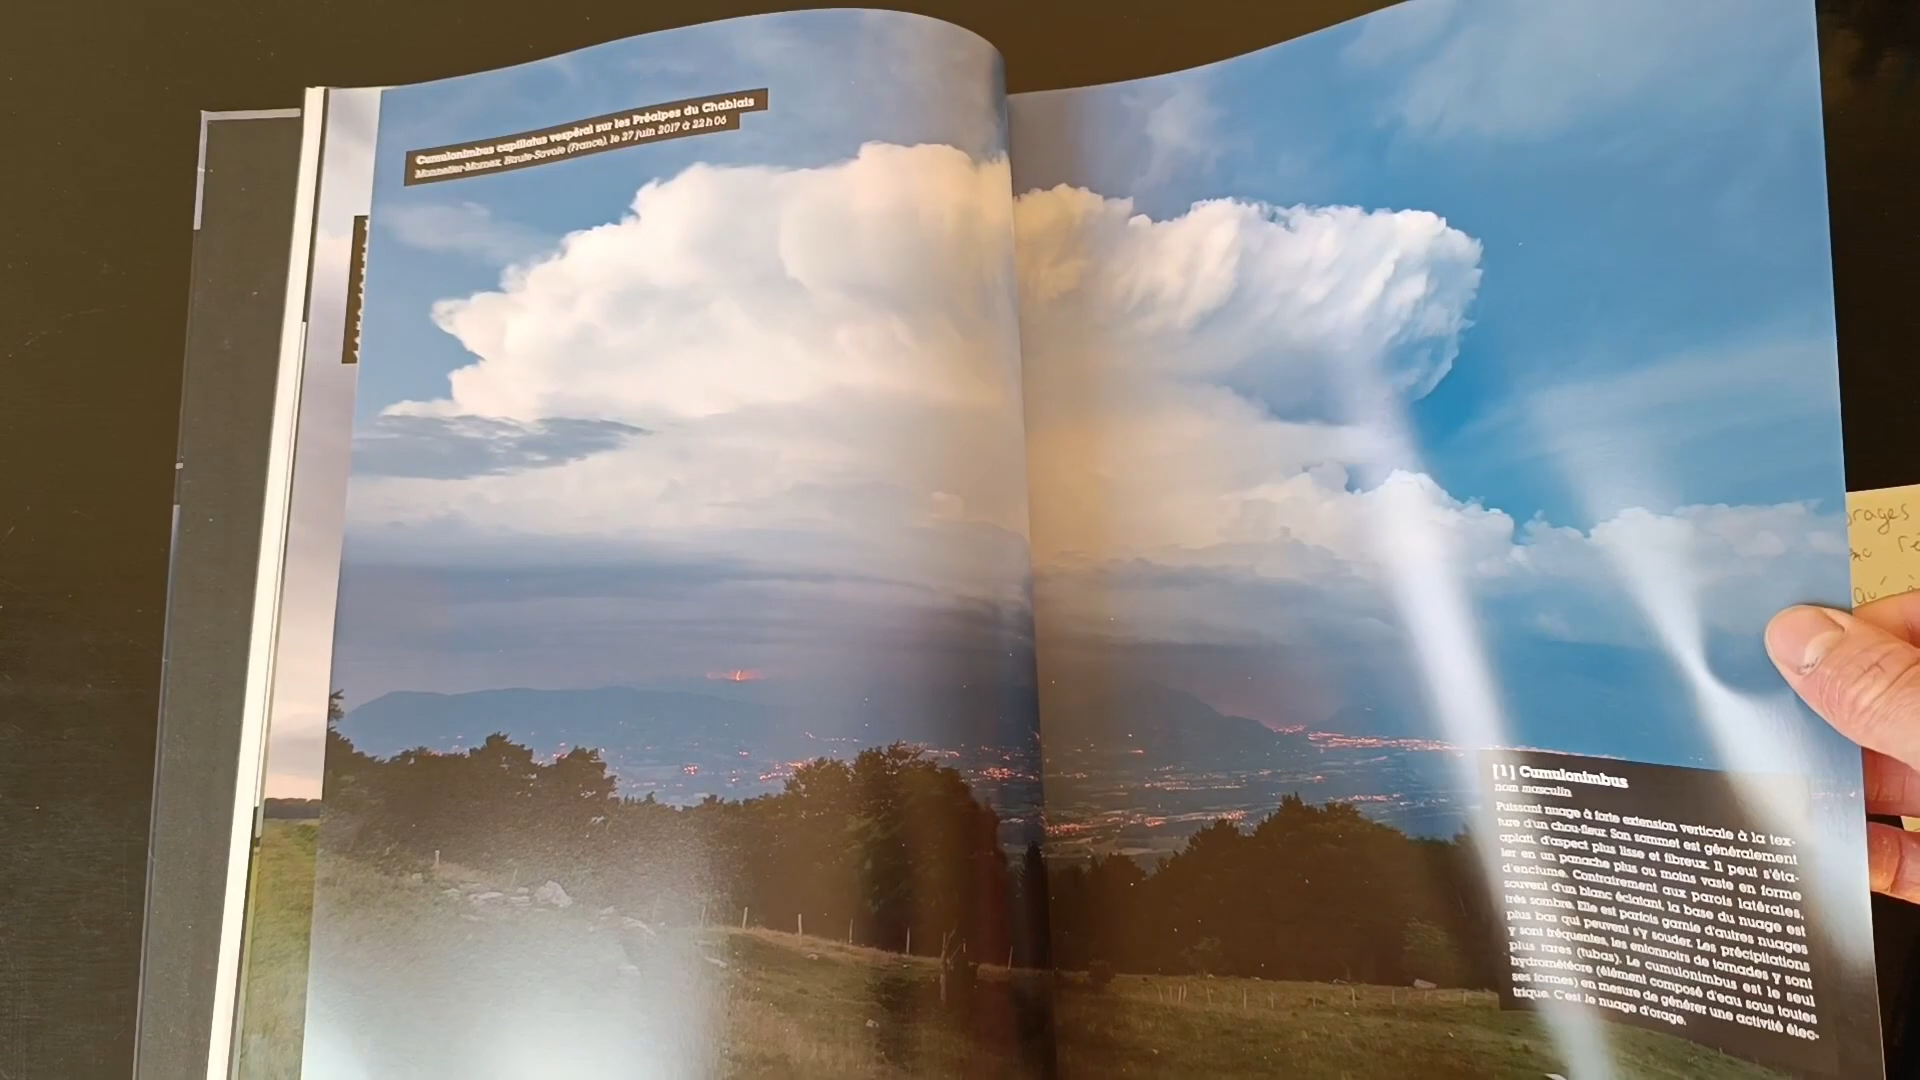 Cumulonimbus capillatus vespéral sur les Préalpes du Chablais
Monnetier-Mornex, Haute-Savoie (France), le 27 juin 2017 à 22 h 06
[1] Cumulonimbus
nom masculin
Puissant nuage à forte extension verticale à la tex-
ture d'un chou-fleur. Son sommet est généralement
aplati, d'aspect plus lisse et fibreux. Il peut s'éta-
ler en un panache plus ou moins vaste en forme
d'enclume. Contrairement aux parois latérales,
souvent d'un blanc éclatant, la base du nuage est
très sombre. Elle est parfois garnie d'autres nuages
plus bas qui peuvent s'y souder. Les précipitations
y sont fréquentes, les entonnoirs de tornades y sont
plus rares (tubas). Le cumulonimbus est le seul
hydrométéore (élément composé d'eau sous toutes
ses formes) en mesure de générer une activité élec-
trique. C'est le nuage d'orage.
orages